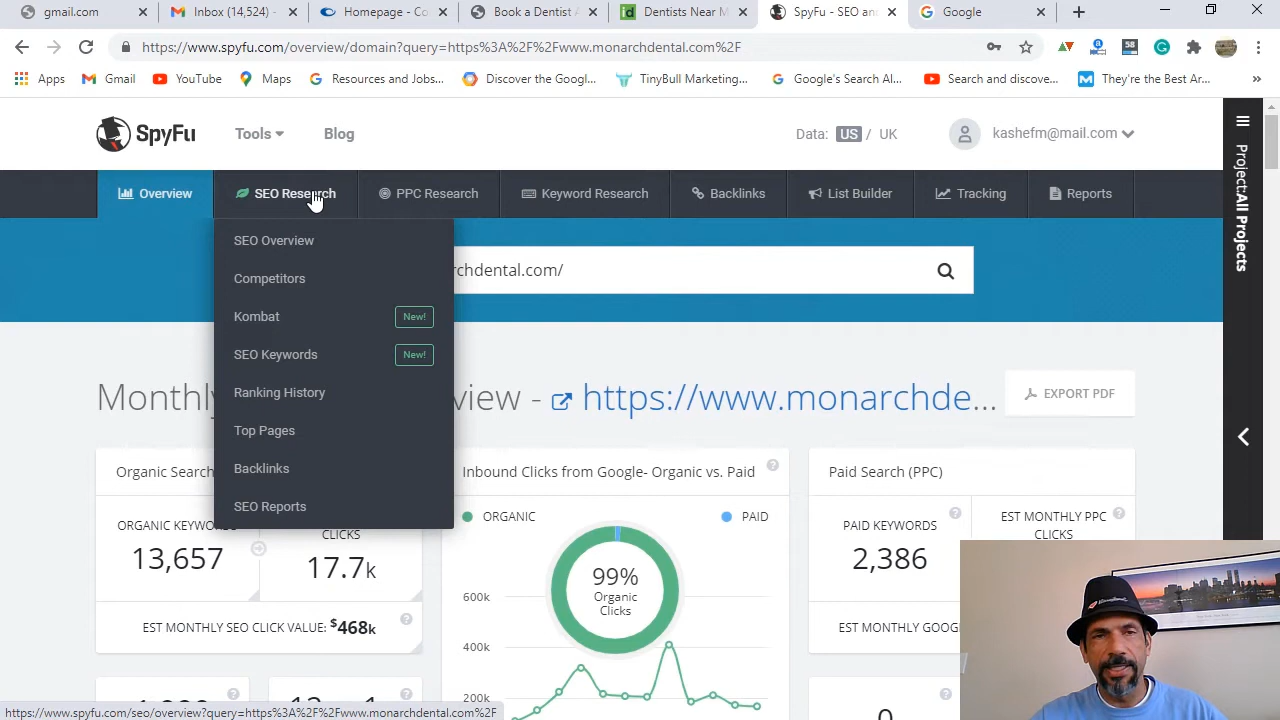 gmail.com
Inbox (14,524) -
Homepage - Co
Book a Dentist A
Dentists Near M
SpyFu - SEO an
Google
https://www.spyfu.com/overview/domain?query=https%3A%2F%2Fwww.monarchdental.com%2F
58
Apps
Gmail
YouTube
Maps
Resources and Jobs...
Discover the Googl...
TinyBull Marketing...
Google's Search Al...
Search and discove...
They're the Best Ar...
»
SpyFu
Tools
Blog
Data: US / UK
kashefm@mail.com
Project:All Projects
Overview
SEO Research
PPC Research
Keyword Research
Backlinks
List Builder
Tracking
Reports
SEO Overview
Competitors
Kombat
New!
SEO Keywords
New!
Ranking History
Top Pages
Backlinks
SEO Reports
rchdental.com/
Monthly
view - https://www.monarchde...
EXPORT PDF
Organic Search
ORGANIC KEYWO
13,657
CLICKS
17.7k
EST MONTHLY SEO CLICK VALUE: $468k
Inbound Clicks from Google- Organic vs. Paid
ORGANIC
PAID
99%
Organic
Clicks
600k
400k
200k
Paid Search (PPC)
PAID KEYWORDS
2,386
EST MONTHLY PPC
CLICKS
EST MONTHLY GOOG
0
https://www.spyfu.com/seo/overview?query=https%3A%2F%2Fwww.monarchdental.com%2F